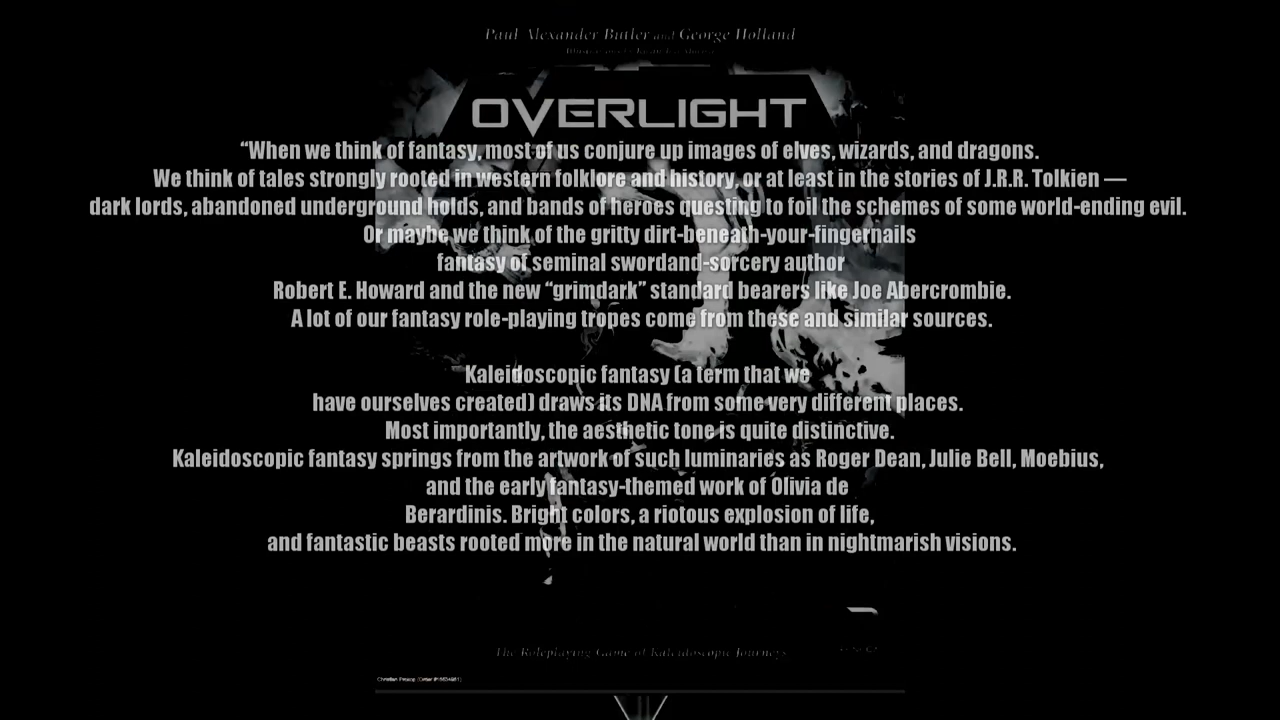 Paul Alexander Butler and George Holland
OVERLIGHT
“When we think of fantasy, most of us conjure up images of elves, wizards, and dragons.
We think of tales strongly rooted in western folklore and history, or at least in the stories of J.R.R. Tolkien —
dark lords, abandoned underground holds, and bands of heroes questing to foil the schemes of some world-ending evil.
Or maybe we think of the gritty dirt-beneath-your-fingernails
fantasy of seminal swordand-sorcery author
Robert E. Howard and the new “grimdark” standard bearers like Joe Abercrombie.
A lot of our fantasy role-playing tropes come from these and similar sources.
Kaleidoscopic fantasy (a term that we
have ourselves created) draws its DNA from some very different places.
Most importantly, the aesthetic tone is quite distinctive.
Kaleidoscopic fantasy springs from the artwork of such luminaries as Roger Dean, Julie Bell, Moebius,
and the early fantasy-themed work of Olivia de
Berardinis. Bright colors, a riotous explosion of life,
and fantastic beasts rooted more in the natural world than in nightmarish visions.
The Roleplaying Game of Kaleidoscopic Journeys